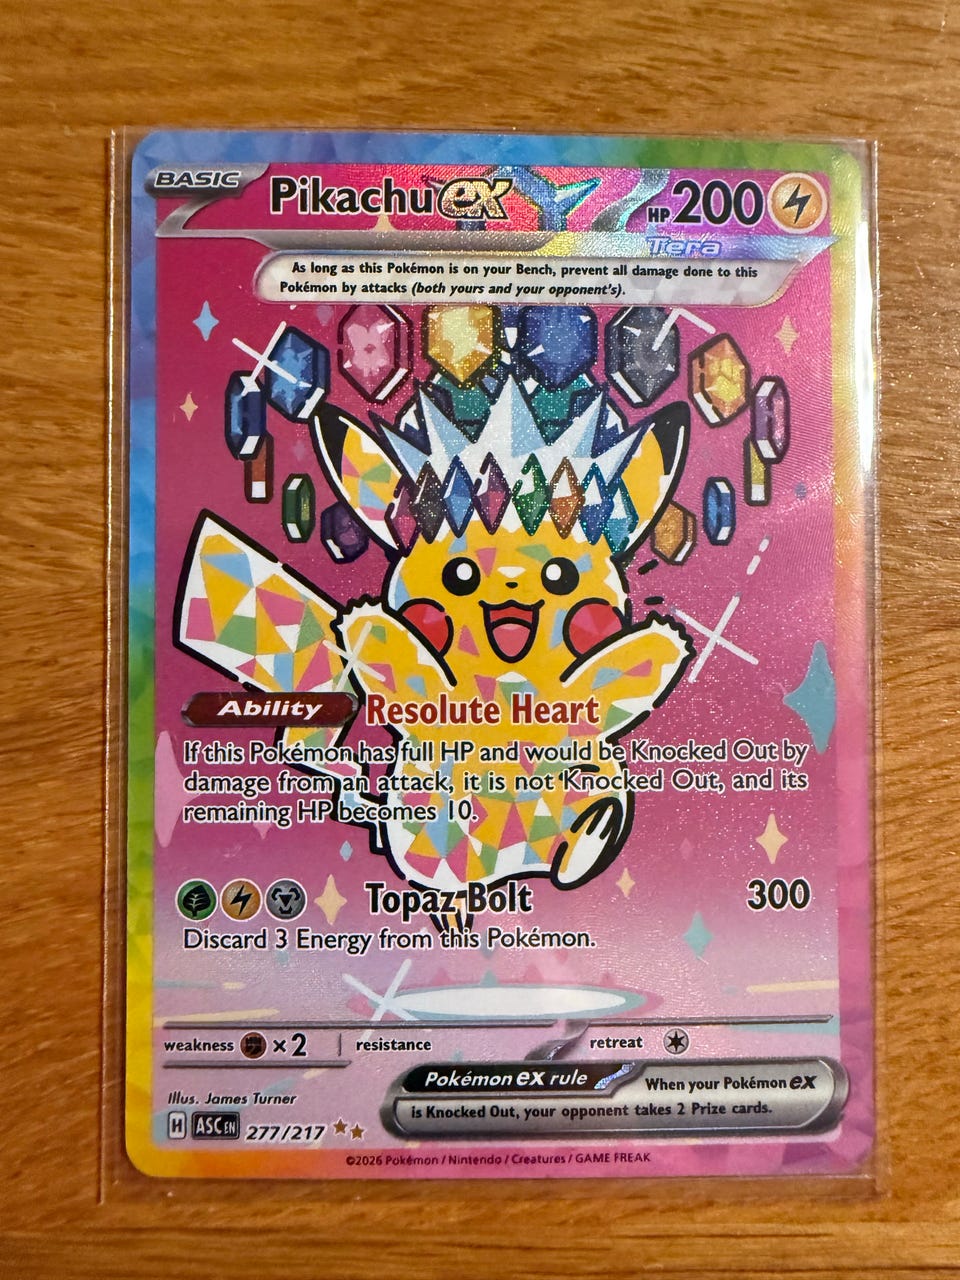 BASIC Pikachu ex HP 200
Tera
As long as this Pokémon is on your Bench, prevent all damage done to this
Pokémon by attacks (both yours and your opponent's).
Ability Resolute Heart
If this Pokémon has full HP and would be Knocked Out by
damage from an attack, it is not Knocked Out, and its
remaining HP becomes 10.
Topaz Bolt 300
Discard 3 Energy from this Pokémon.
weakness ×2 resistance retreat
Pokémon ex rule When your Pokémon ex
is Knocked Out, your opponent takes 2 Prize cards.
Illus. James Turner
H ASC EN 277/217
©2026 Pokémon / Nintendo / Creatures / GAME FREAK